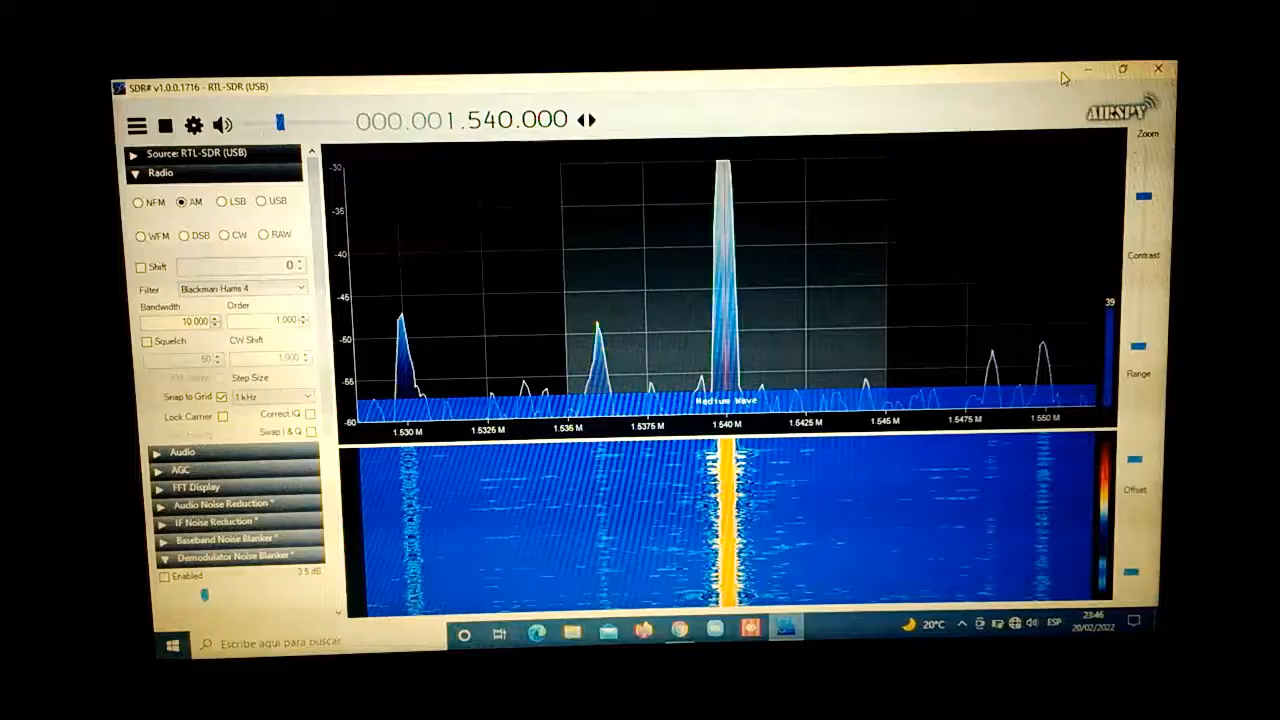 SDR# v1.0.0.1716 - RTL-SDR (USB)
000.001.540.000
AIRSPY
Zoom
Source: RTL-SDR (USB)
Radio
NFM AM LSB USB
WFM DSB CW RAW
Shift 0
Filter Blackman-Harris 4
Bandwidth Order
10.000 1.000
Squelch CW Shift
50 1.000
Step Size
Snap to Grid 1 kHz
Lock Carrier Correct IQ
Swap I & Q
Audio
AGC
FFT Display
Audio Noise Reduction *
IF Noise Reduction *
Baseband Noise Blanker *
Demodulator Noise Blanker *
Enabled 3.5 dB
-30
-35
-40
-45
-50
-55
-60
Medium Wave
1.530 M 1.5325 M 1.535 M 1.5375 M 1.540 M 1.5425 M 1.545 M 1.5475 M 1.550 M
39
Contrast
Range
Offset
Escribe aquí para buscar
20°C
ESP
23:46
20/02/2022